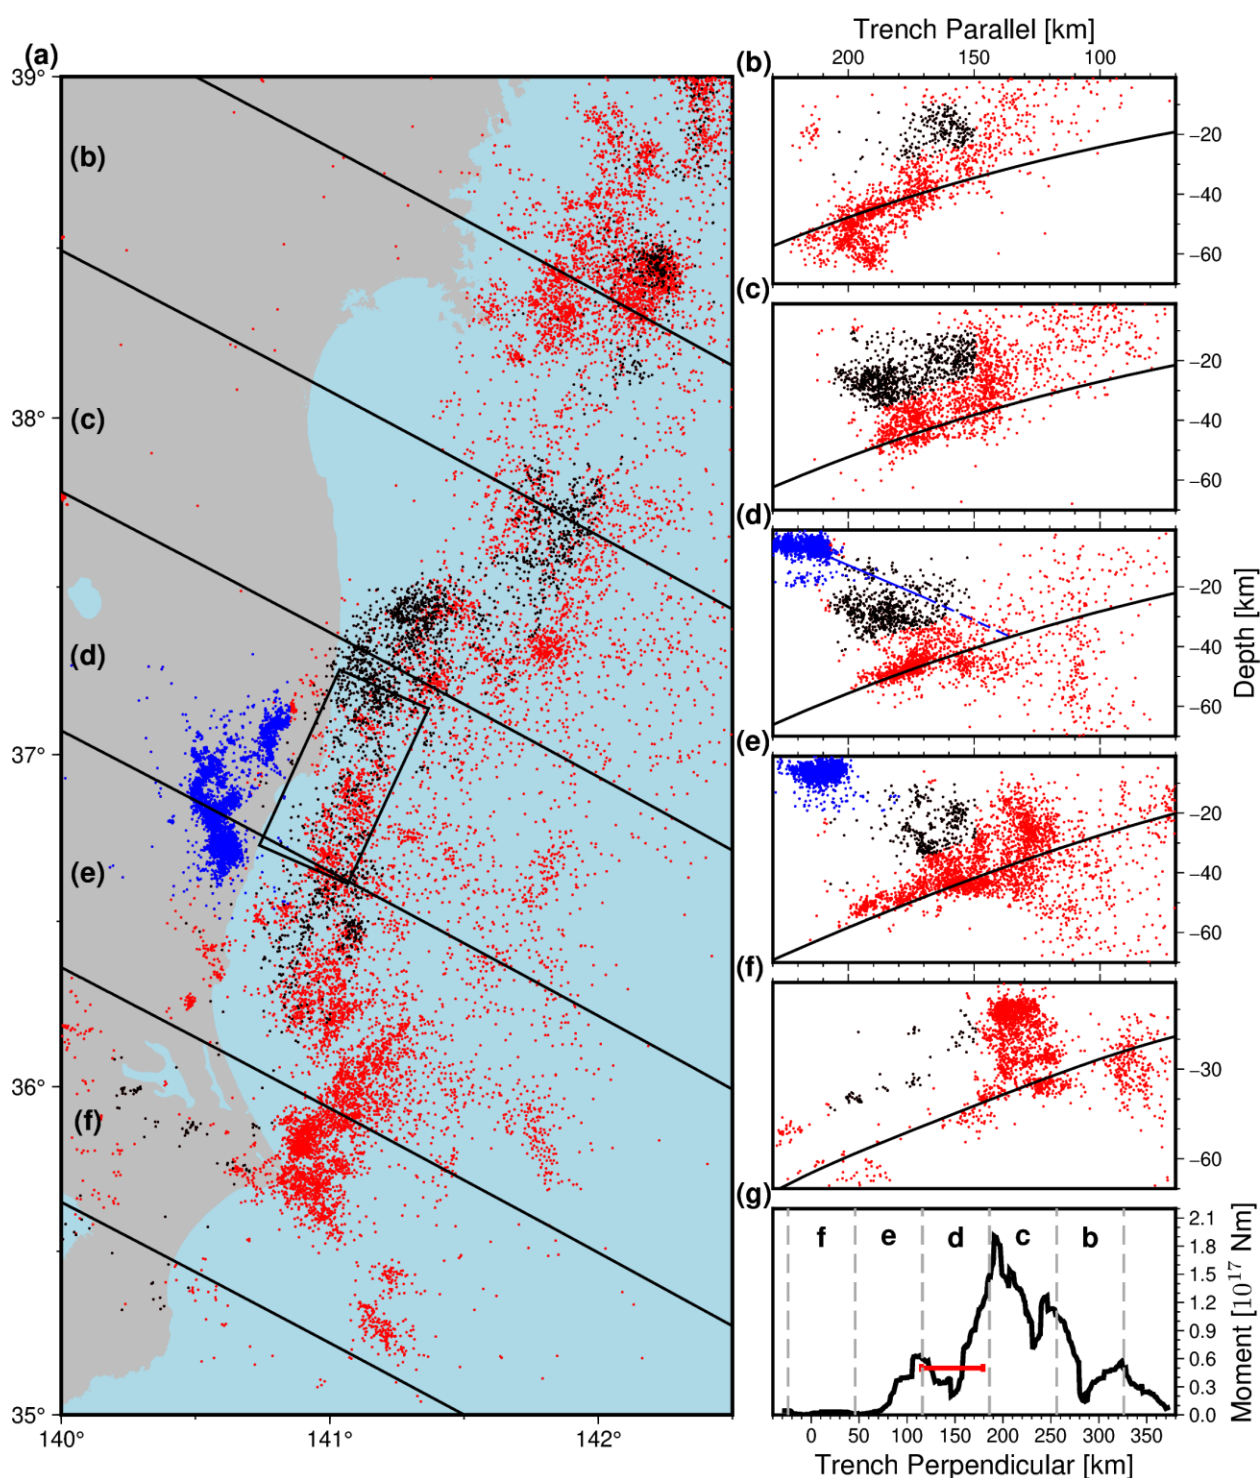 (a)
39°
38°
37°
36°
35°
140°
141°
142°
(b)
(c)
(d)
(e)
(f)
Trench Parallel [km]
200
150
100
(b)
−20
−40
−60
(c)
−20
−40
−60
(d)
−20
−40
−60
Depth [km]
(e)
−20
−40
−60
(f)
−30
−60
(g)
f
e
d
c
b
2.1
1.8
1.5
1.2
0.9
0.6
0.3
0.0
Moment [10¹⁷ Nm]
0
50
100
150
200
250
300
350
Trench Perpendicular [km]